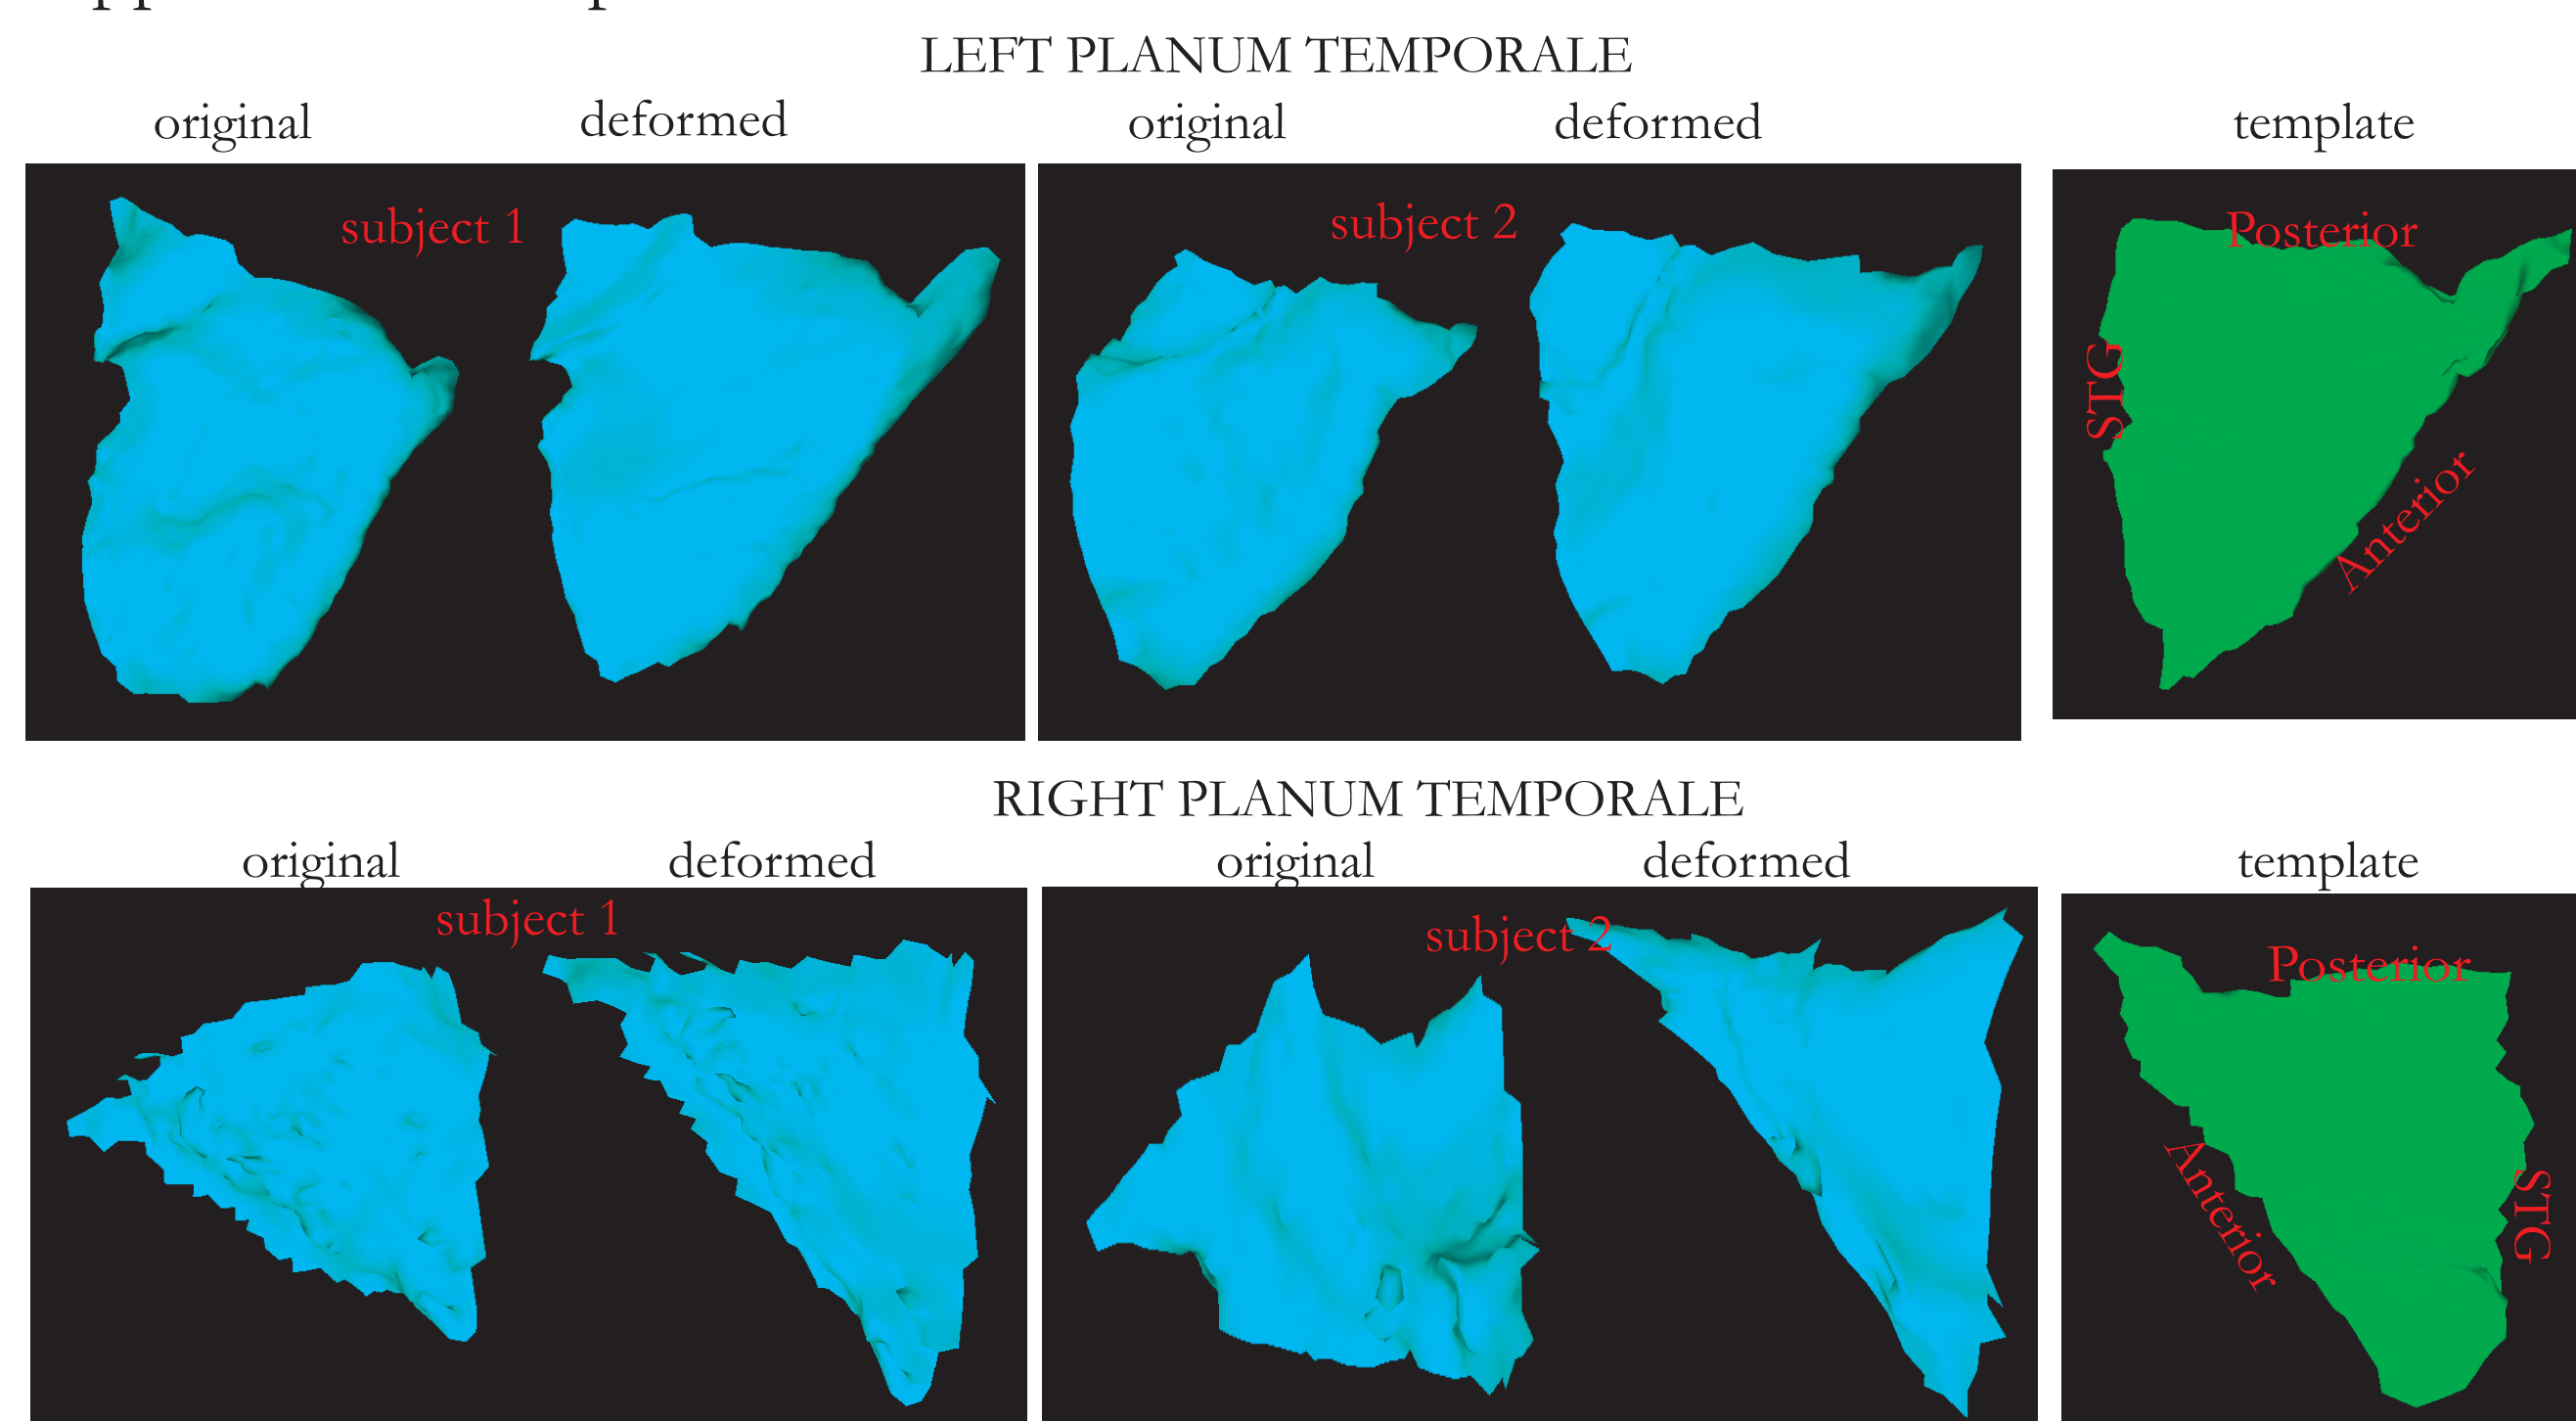 LEFT PLANUM TEMPORALE
original deformed original deformed template
subject 1 subject 2 Posterior
STG
Anterior
RIGHT PLANUM TEMPORALE
original deformed original deformed template
subject 1 subject 2 Posterior
Anterior
STG